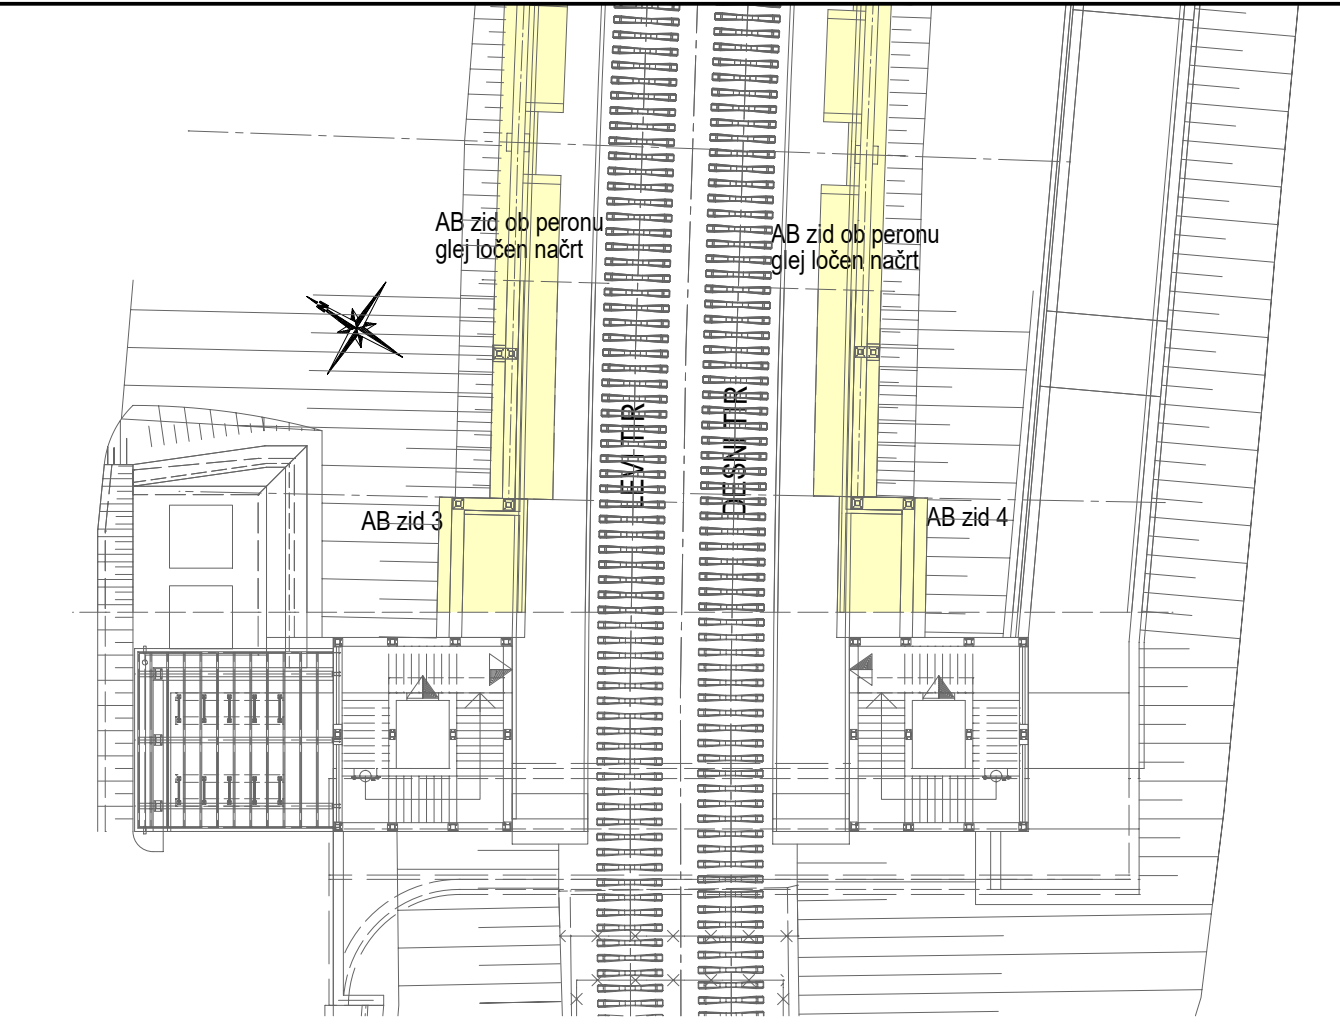 AB zid ob peronu
glej ločen načrt
AB zid ob peronu
glej ločen načrt
LEVI TIR
DESNI TIR
AB zid 3
AB zid 4